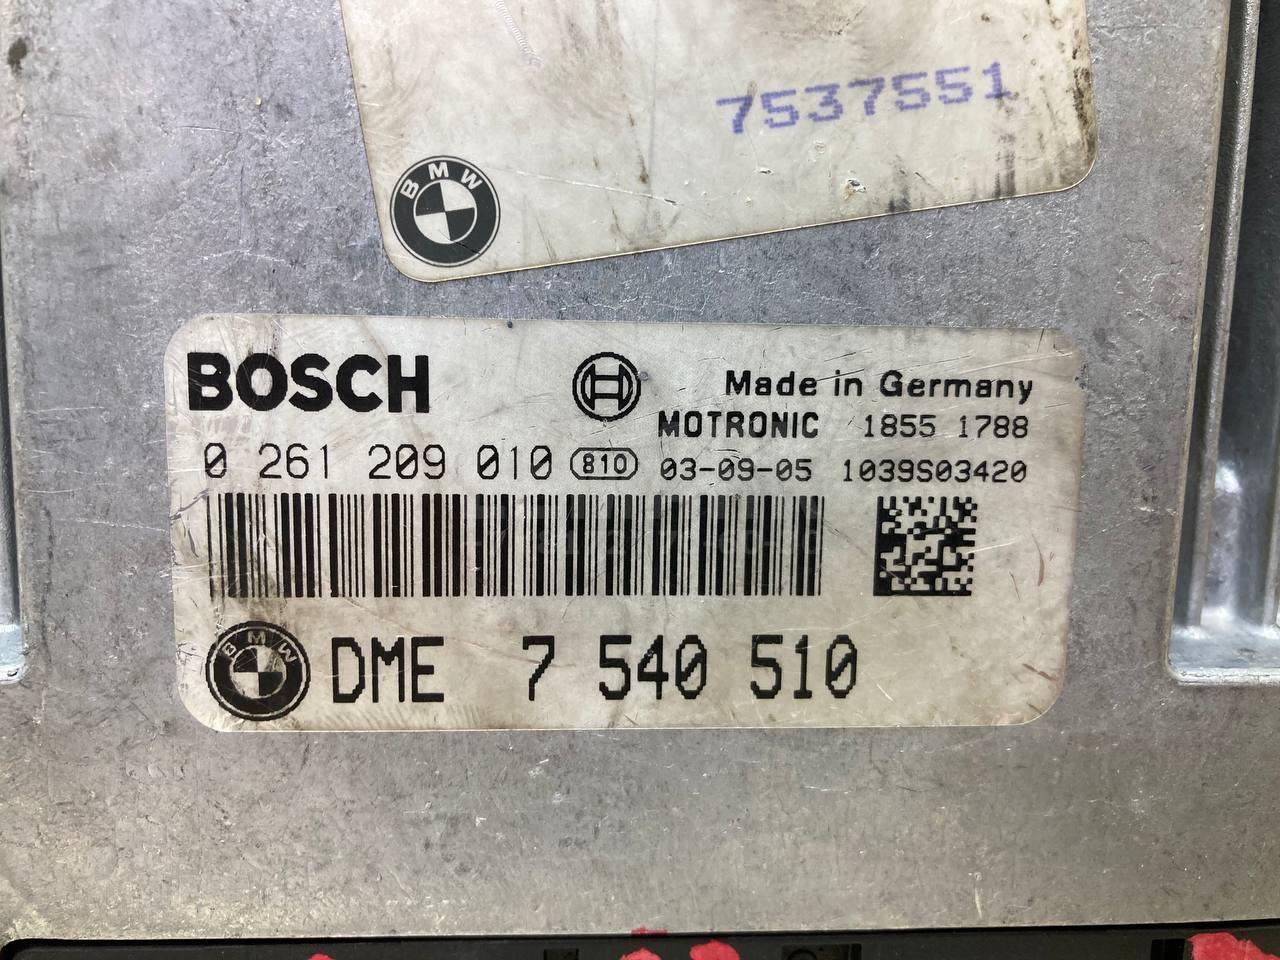 7537551
BMW
BOSCH
Made in Germany
MOTRONIC 1855 1788
0 261 209 010 810 03-09-05 1039S03420
BMW
DME 7 540 510